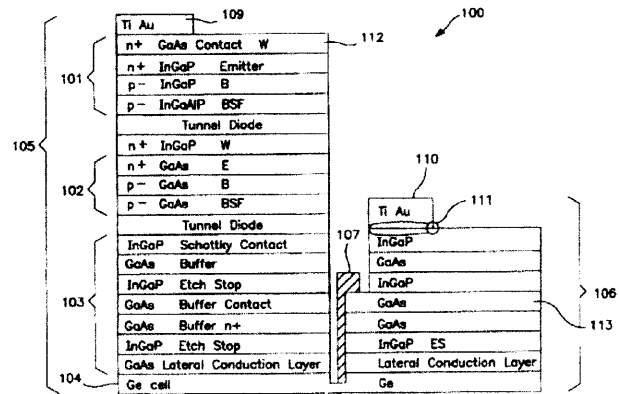 109
100
Ti Au
n+ GaAs Contact W
112
101
n+ InGaP Emitter
p- InGaP B
p- InGaAlP BSF
105
Tunnel Diode
n+ InGaP W
102
n+ GaAs E
p- GaAs B
p- GaAs BSF
110
Tunnel Diode
Ti Au
111
103
InGaP Schottky Contact
GaAs Buffer
InGaP Etch Stop
GaAs Buffer Contact
GaAs Buffer n+
InGaP Etch Stop
GaAs Lateral Conduction Layer
104
Ge cell
107
InGaP
GaAs
InGaP
GaAs
GaAs
InGaP ES
Lateral Conduction Layer
Ge
106
113